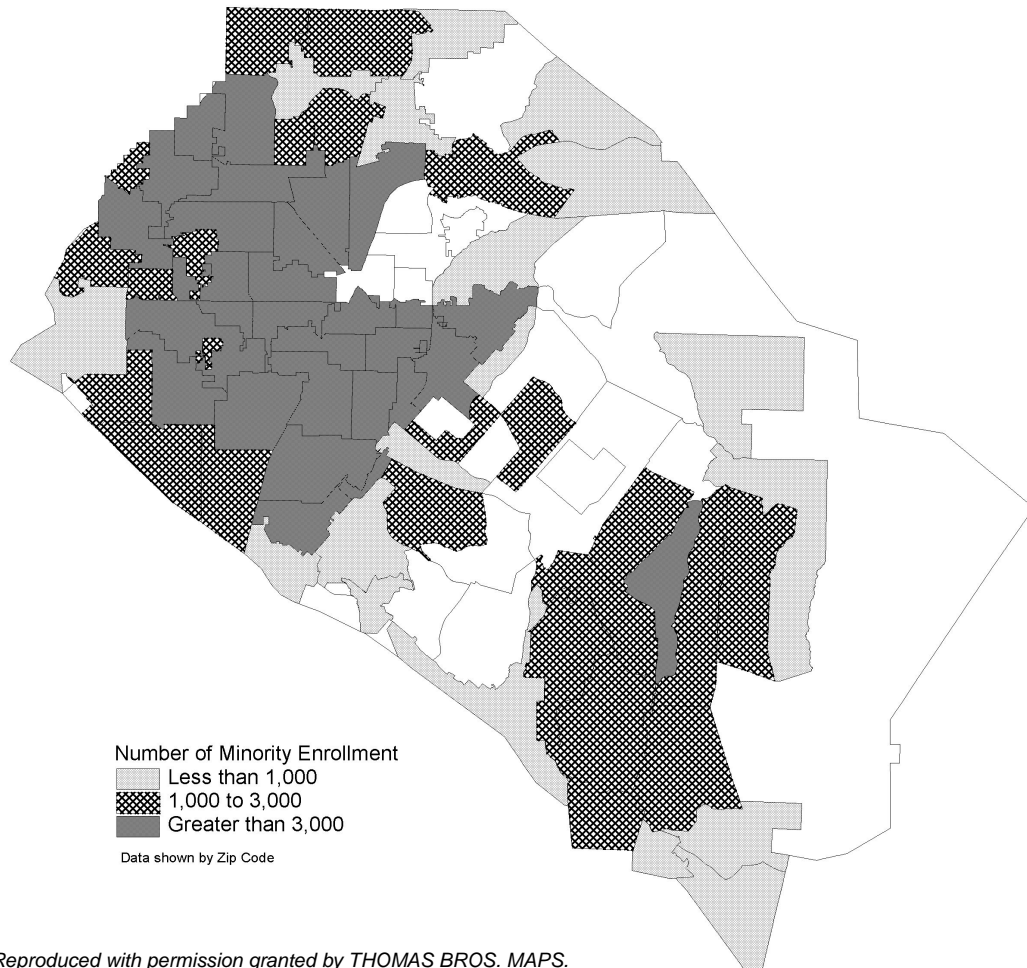 Number of Minority Enrollment
Less than 1,000
1,000 to 3,000
Greater than 3,000
Data shown by Zip Code
Reproduced with permission granted by THOMAS BROS. MAPS.